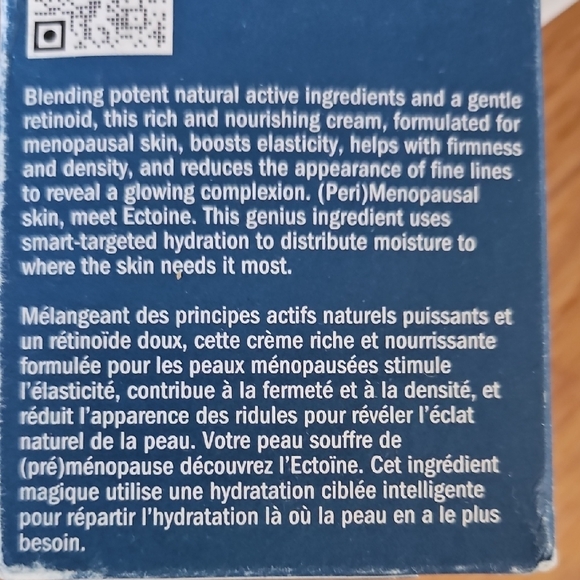 Blending potent natural active ingredients and a gentle
retinoid, this rich and nourishing cream, formulated for
menopausal skin, boosts elasticity, helps with firmness
and density, and reduces the appearance of fine lines
to reveal a glowing complexion. (Peri)Menopausal
skin, meet Ectoine. This genius ingredient uses
smart-targeted hydration to distribute moisture to
where the skin needs it most.
Mélangeant des principes actifs naturels puissants et
un rétinoïde doux, cette crème riche et nourrissante
formulée pour les peaux ménopausées stimule
l'élasticité, contribue à la fermeté et à la densité, et
réduit l'apparence des ridules pour révéler l'éclat
naturel de la peau. Votre peau souffre de
(pré)ménopause découvrez l'Ectoïne. Cet ingrédient
magique utilise une hydratation ciblée intelligente
pour répartir l'hydratation là où la peau en a le plus
besoin.